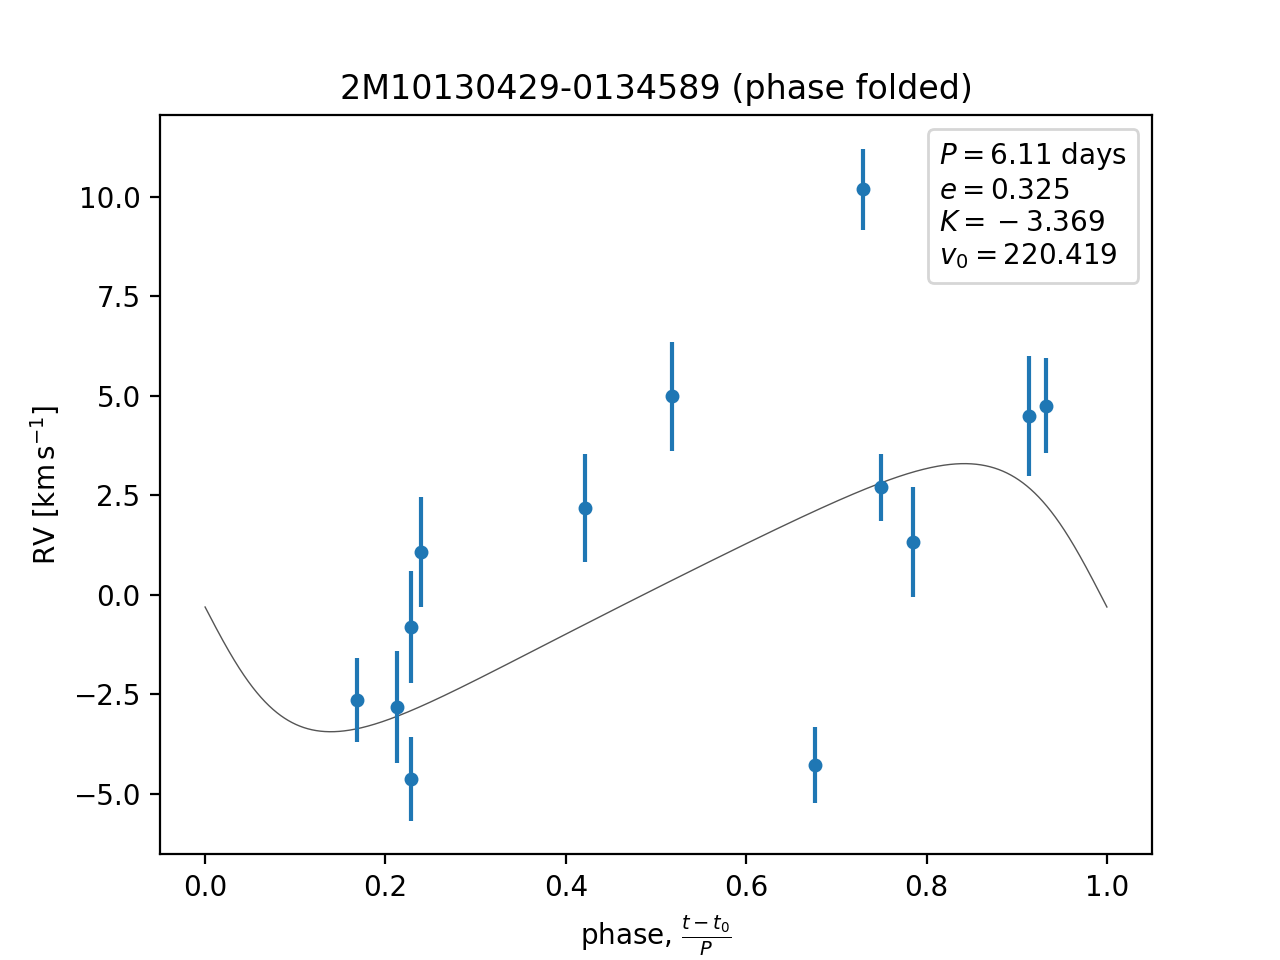 2M10130429-0134589 (phase folded)
P = 6.11 days
e = 0.325
K = −3.369
v₀ = 220.419
10.0
7.5
5.0
2.5
0.0
−2.5
−5.0
RV [km s⁻¹]
0.0 0.2 0.4 0.6 0.8 1.0
phase, (t − t₀)/P